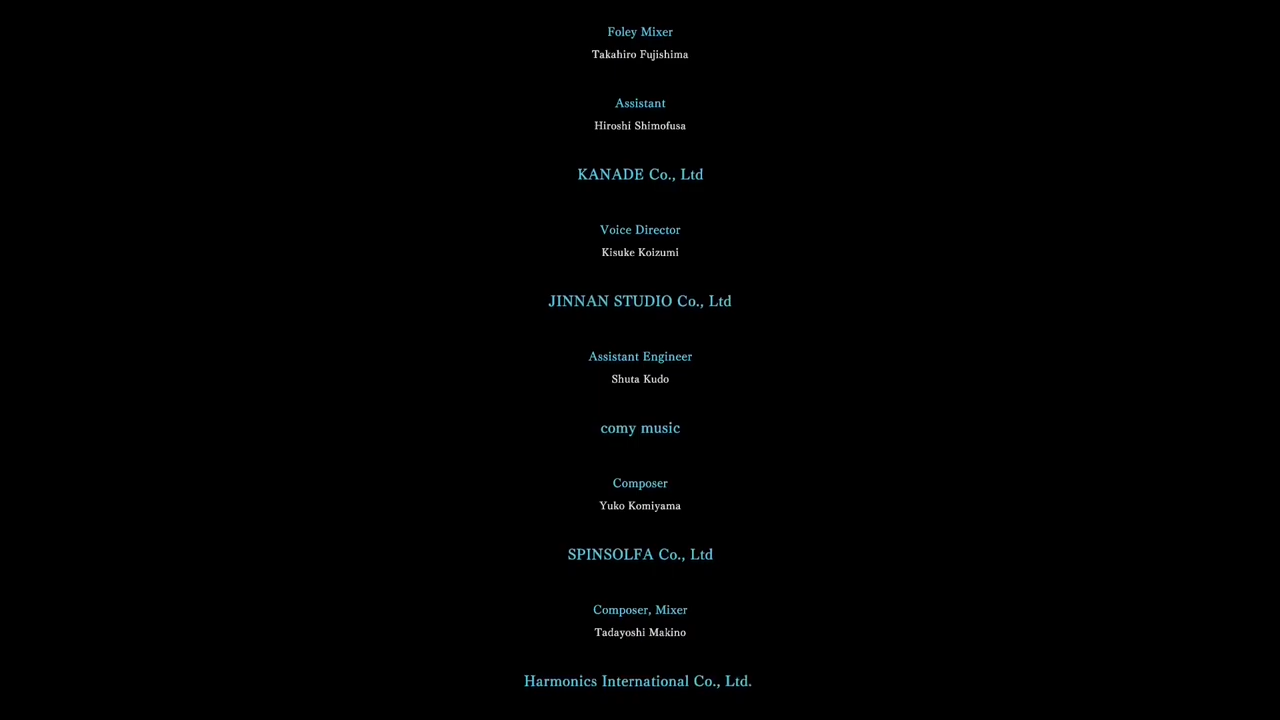 Foley Mixer
Takahiro Fujishima
Assistant
Hiroshi Shimofusa
KANADE Co., Ltd
Voice Director
Kisuke Koizumi
JINNAN STUDIO Co., Ltd
Assistant Engineer
Shuta Kudo
comy music
Composer
Yuko Komiyama
SPINSOLFA Co., Ltd
Composer, Mixer
Tadayoshi Makino
Harmonics International Co., Ltd.